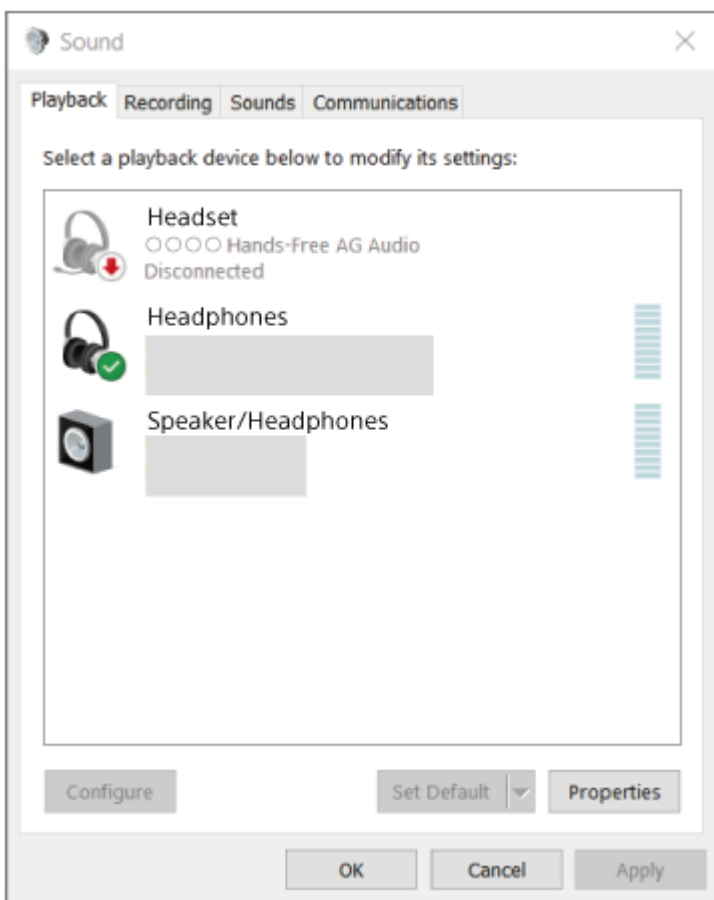 Sound
Playback Recording Sounds Communications
Select a playback device below to modify its settings:
Headset
○○○○ Hands-Free AG Audio
Disconnected
Headphones
Speaker/Headphones
Configure Set Default Properties
OK Cancel Apply